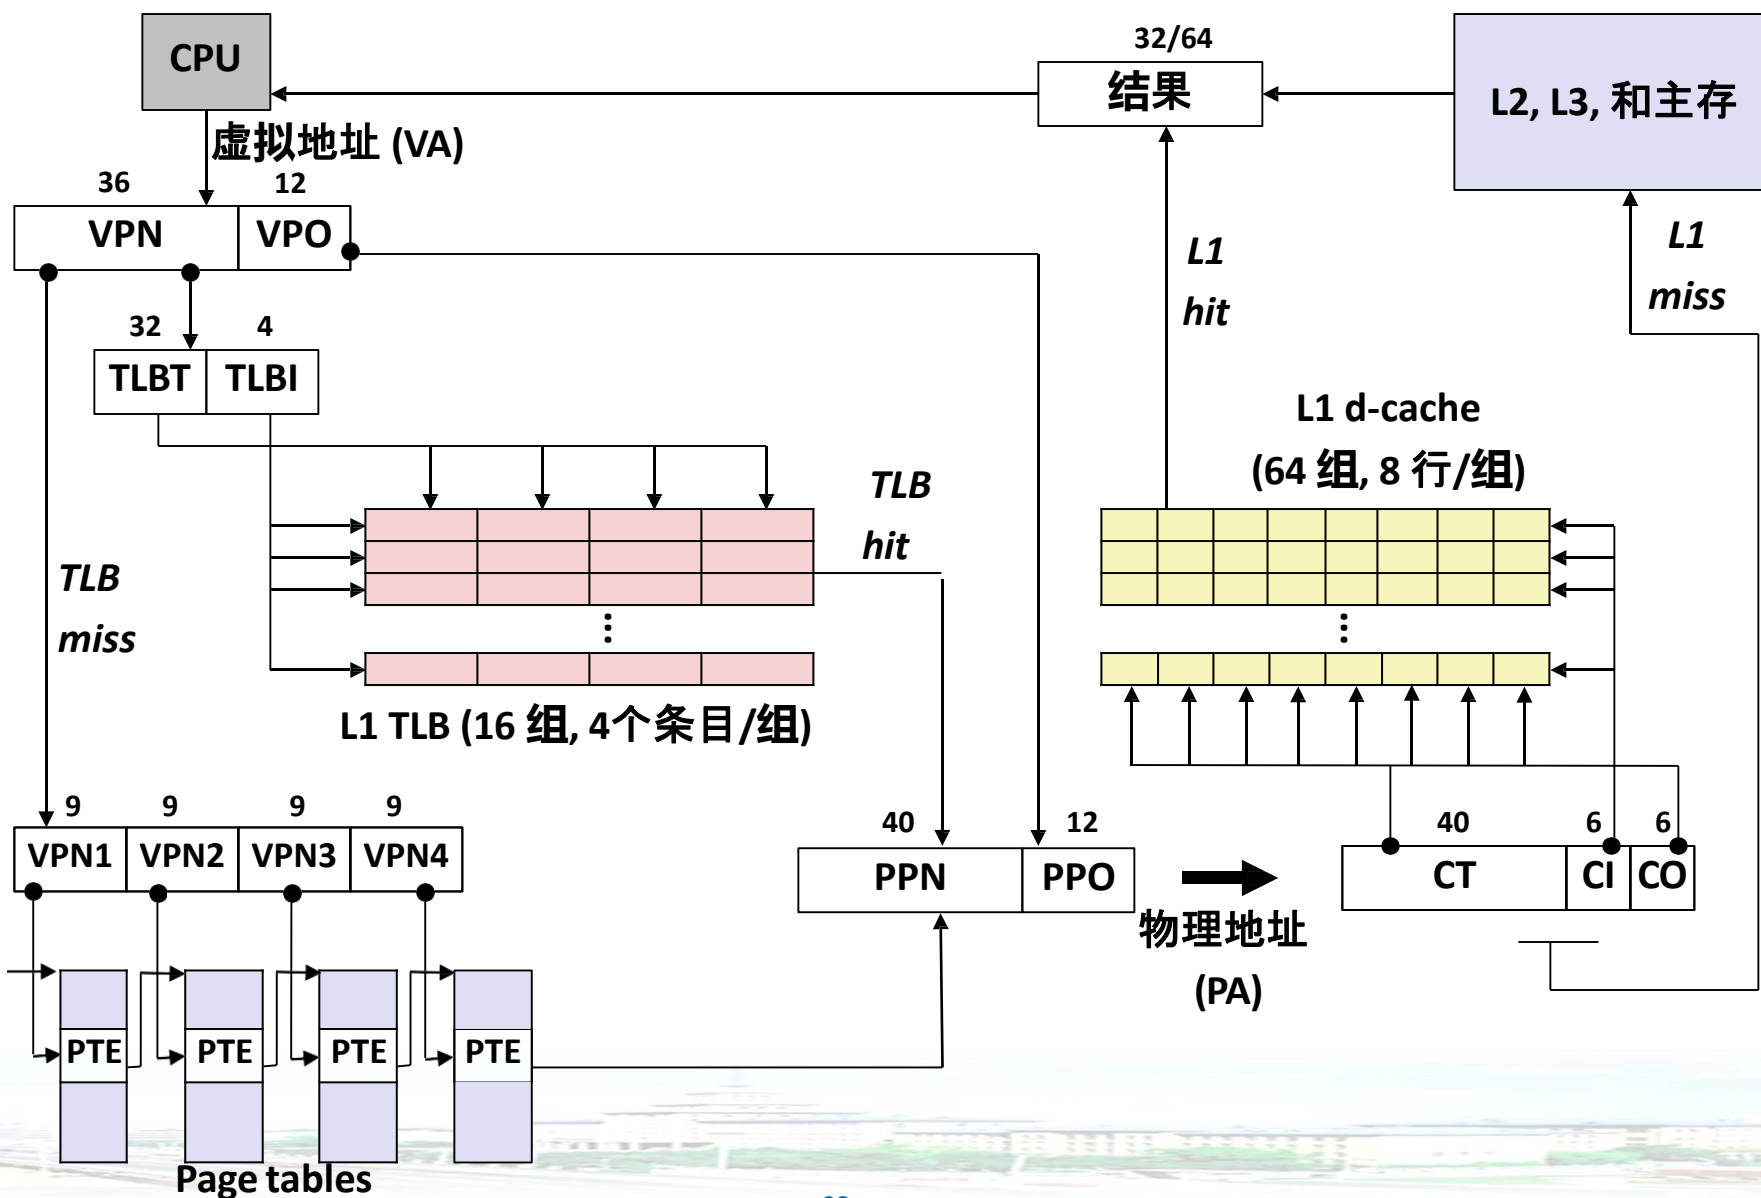 CPU
32/64
结果
L2, L3, 和主存
虚拟地址 (VA)
36 12
VPN VPO
L1
hit
L1
miss
32 4
TLBT TLBI
L1 d-cache
(64 组, 8 行/组)
TLB
hit
TLB
miss
...
...
L1 TLB (16 组, 4个条目/组)
9 9 9 9
VPN1 VPN2 VPN3 VPN4
40 12
PPN PPO
40 6 6
CT CI CO
物理地址
(PA)
PTE PTE PTE PTE
Page tables